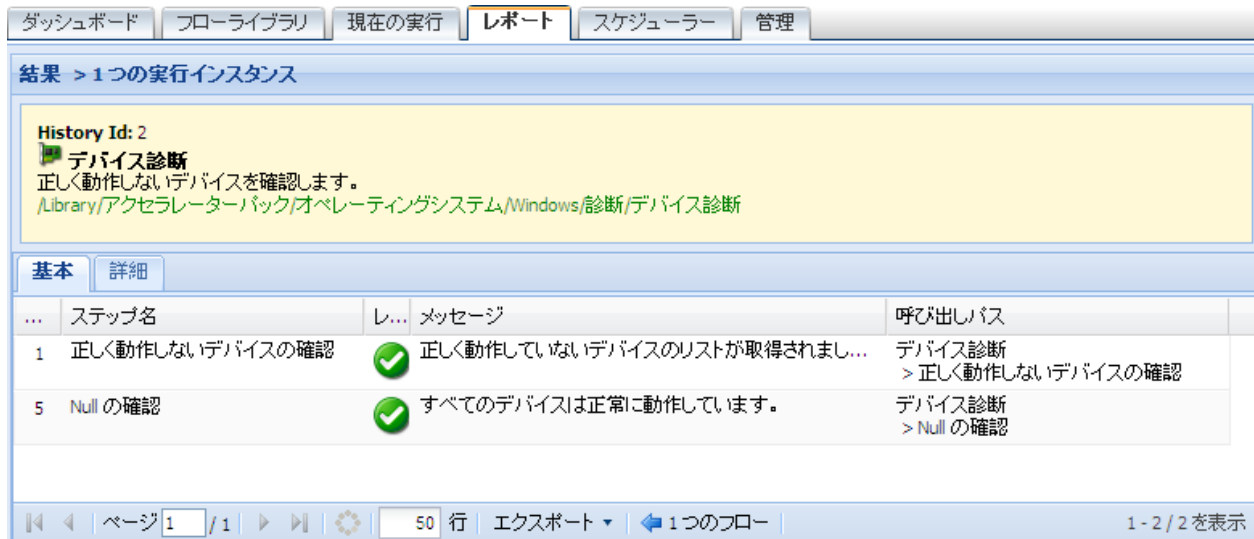 ダッシュボード フローライブラリ 現在の実行 レポート スケジューラー 管理
結果 > 1つの実行インスタンス
History Id: 2
デバイス診断
正しく動作しないデバイスを確認します。
/Library/アクセラレーターパック/オペレーティングシステム/Windows/診断/デバイス診断
基本 詳細
... ステップ名 レ... メッセージ 呼び出しパス
1 正しく動作しないデバイスの確認 正しく動作していないデバイスのリストが取得されまし... デバイス診断
> 正しく動作しないデバイスの確認
5 Null の確認 すべてのデバイスは正常に動作しています。 デバイス診断
> Null の確認
ページ 1 / 1 50 行 エクスポート 1つのフロー 1 - 2 / 2 を表示